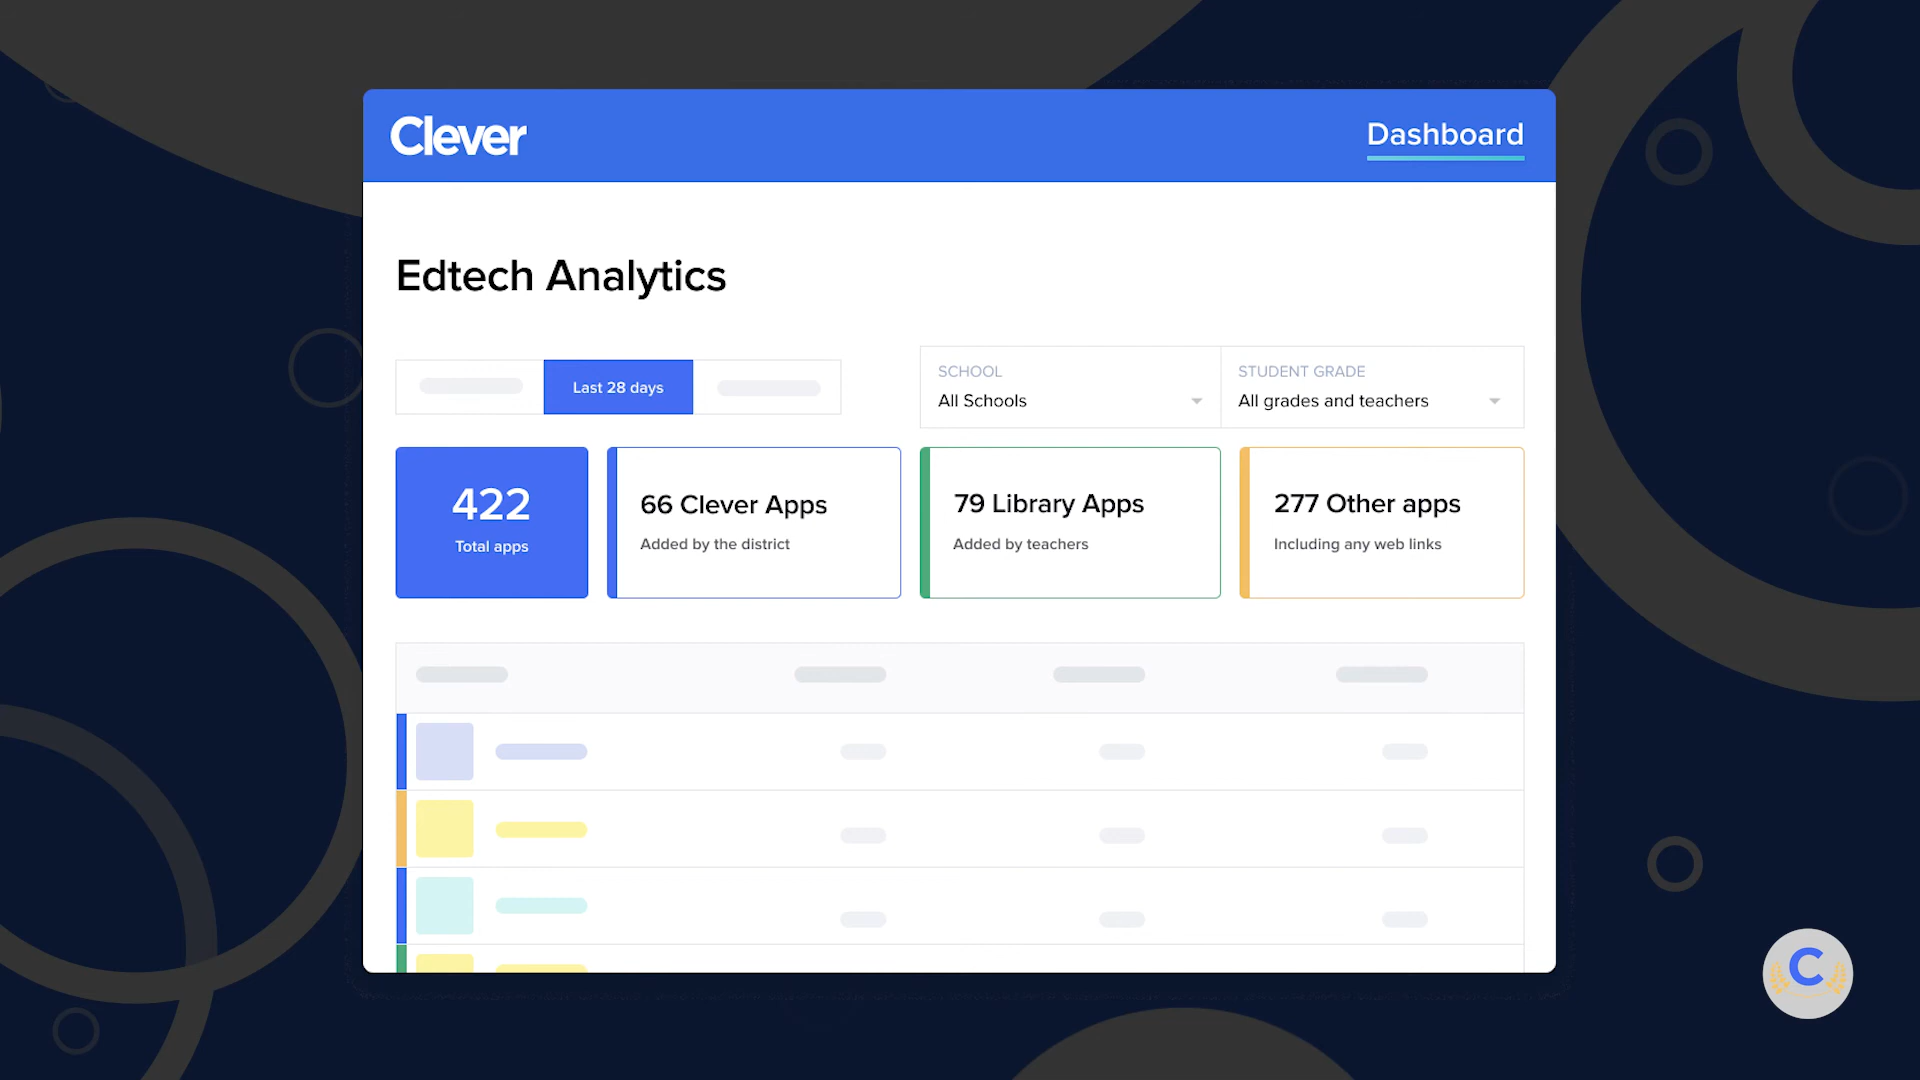 Clever
Dashboard
Edtech Analytics
Last 28 days
SCHOOL
All Schools
STUDENT GRADE
All grades and teachers
422
Total apps
66 Clever Apps
Added by the district
79 Library Apps
Added by teachers
277 Other apps
Including any web links
C